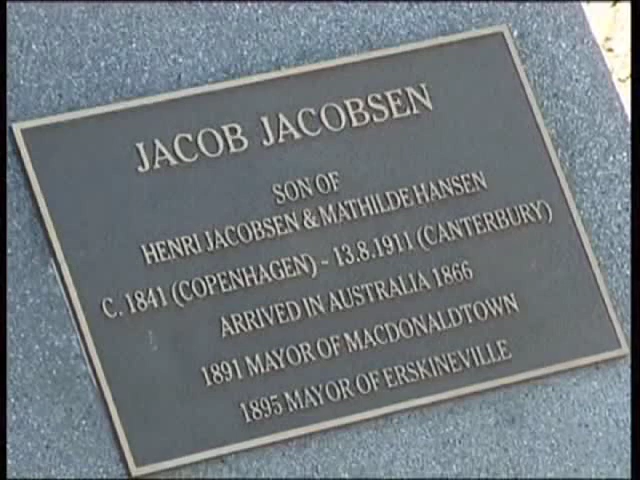 JACOB JACOBSEN
SON OF
HENRI JACOBSEN & MATHILDE HANSEN
C. 1841 (COPENHAGEN) - 13.8.1911 (CANTERBURY)
ARRIVED IN AUSTRALIA 1866
1891 MAYOR OF MACDONALDTOWN
1895 MAYOR OF ERSKINEVILLE